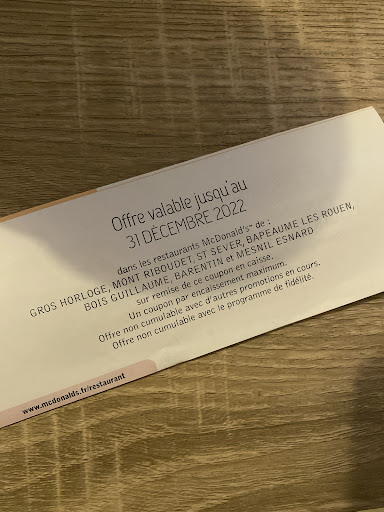 Offre valable jusqu'au
31 DÉCEMBRE 2022
dans les restaurants McDonald's™ de :
GROS HORLOGE, MONT RIBOUDET, ST SEVER, BAPEAUME LES ROUEN,
BOIS GUILLAUME, BARENTIN et MESNIL ESNARD
sur remise de ce coupon en caisse.
Un coupon par encaissement maximum.
Offre non cumulable avec d'autres promotions en cours.
Offre non cumulable avec le programme de fidélité.
www.mcdonalds.fr/restaurant